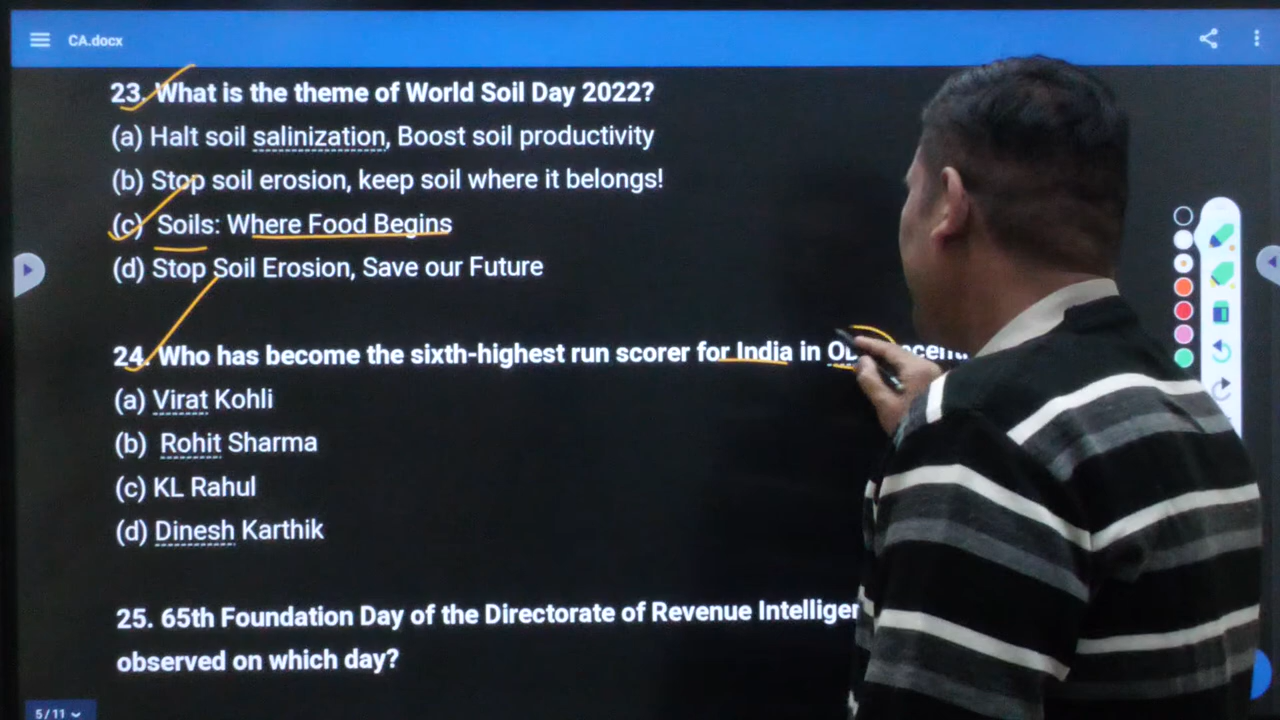 CA.docx
23. What is the theme of World Soil Day 2022?
(a) Halt soil salinization, Boost soil productivity
(b) Stop soil erosion, keep soil where it belongs!
(c) Soils: Where Food Begins
(d) Stop Soil Erosion, Save our Future
24. Who has become the sixth-highest run scorer for India in
(a) Virat Kohli
(b) Rohit Sharma
(c) KL Rahul
(d) Dinesh Karthik
25. 65th Foundation Day of the Directorate of Revenue
observed on which day?
5/11